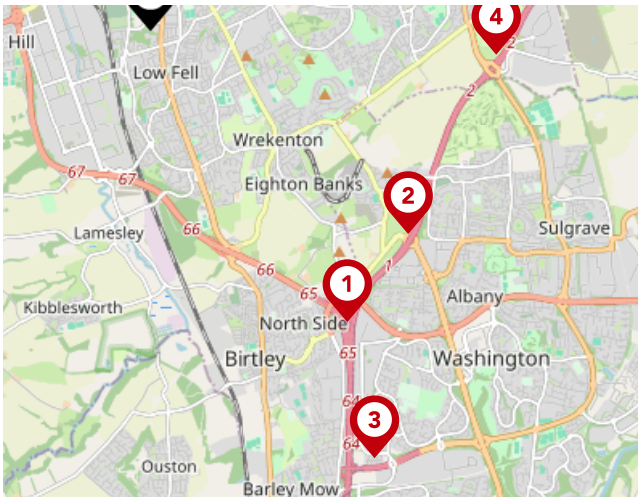 4
Hill
2
Low Fell
2
Wrekenton
67
67
Eighton Banks
2
66
Lamesley
Sulgrave
66
1
1
65
Albany
Kibblesworth
North Side
65
Birtley
Washington
64
3
64
Ouston
Barley Mow